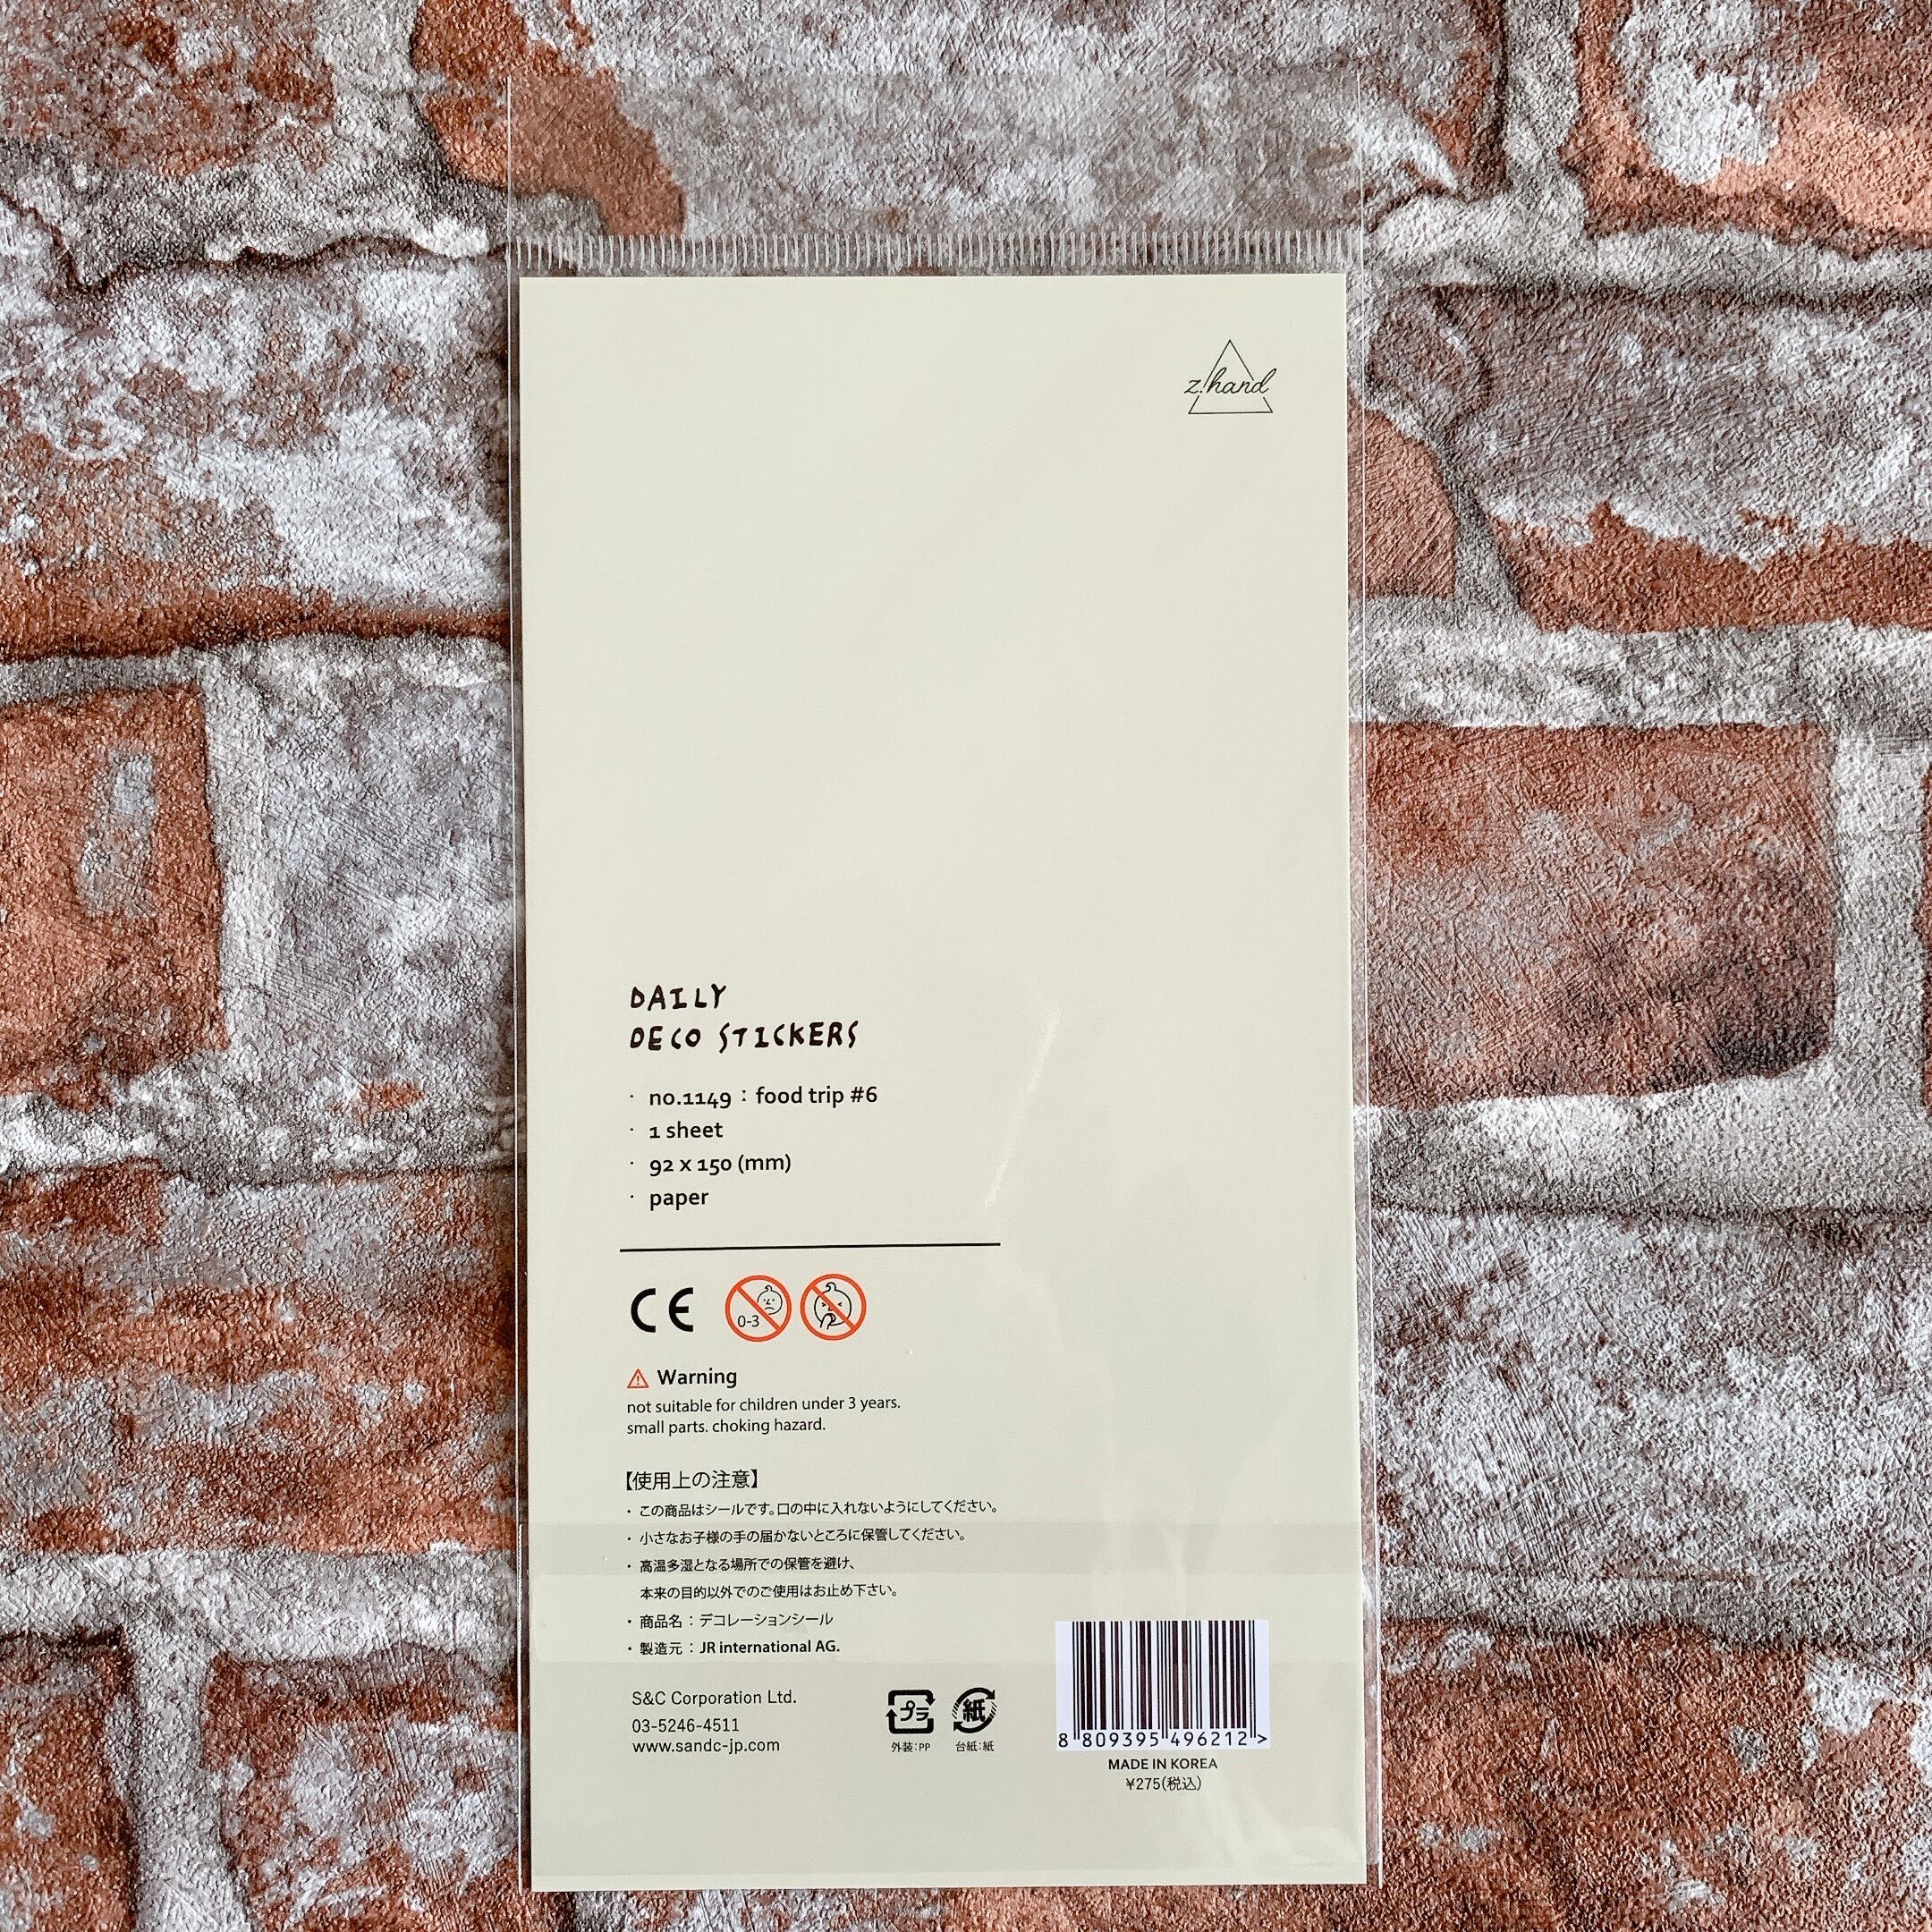 z.hand
DAILY
DECO STICKERS
· no.1149 : food trip #6
· 1 sheet
· 92 x 150 (mm)
· paper
CE
0-3
Warning
not suitable for children under 3 years.
small parts. choking hazard.
【使用上の注意】
・この商品はシールです。口の中に入れないようにしてください。
・小さなお子様の手の届かないところに保管してください。
・高温多湿となる場所での保管を避け、
本来の目的以外でのご使用はお止め下さい。
・商品名：デコレーションシール
・製造元：JR international AG.
S&C Corporation Ltd.
03-5246-4511
www.sandc-jp.com
プラ
外装:PP
紙
台紙:紙
8 809395 496212 >
MADE IN KOREA
¥275(税込)